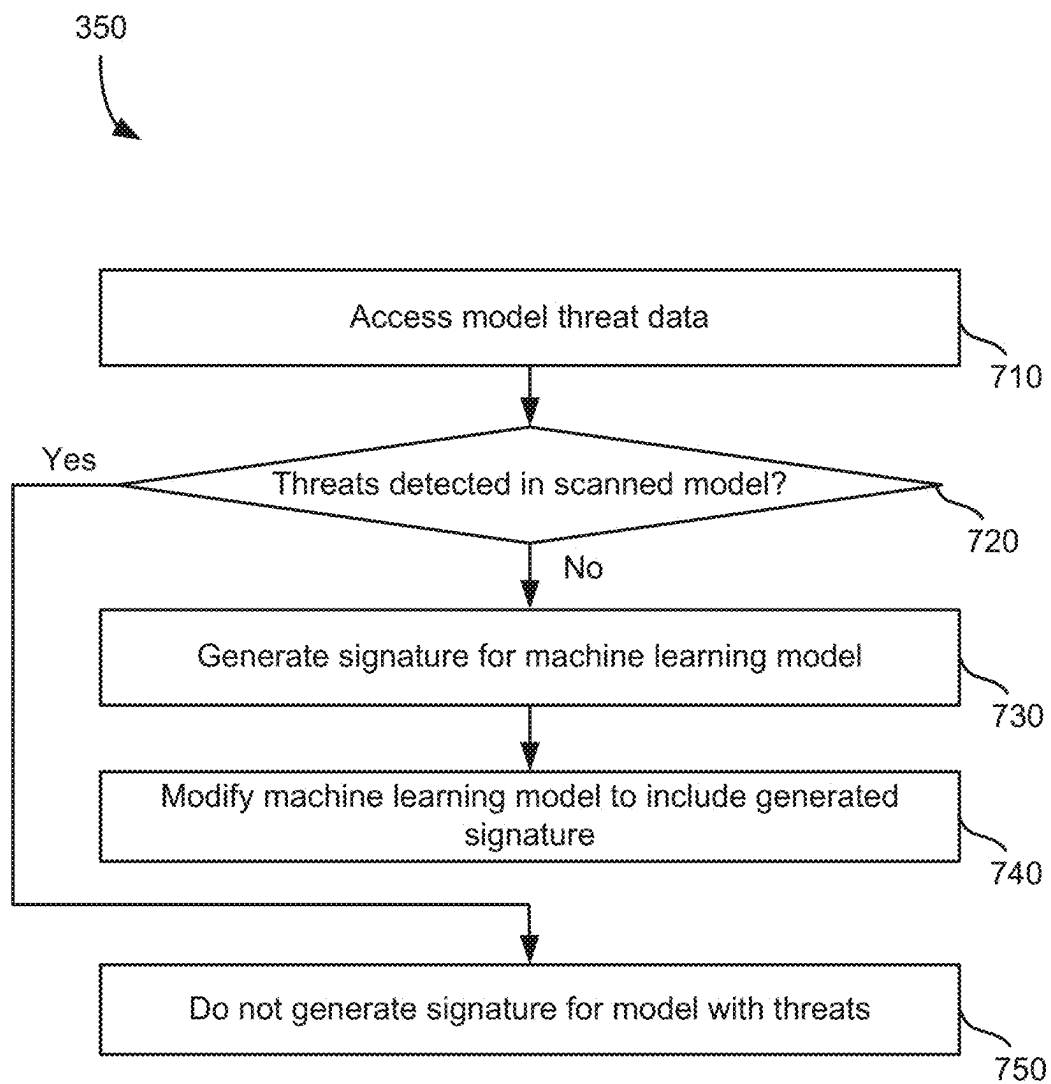 350
Access model threat data
710
Yes
Threats detected in scanned model?
720
No
Generate signature for machine learning model
730
Modify machine learning model to include generated
signature
740
Do not generate signature for model with threats
750